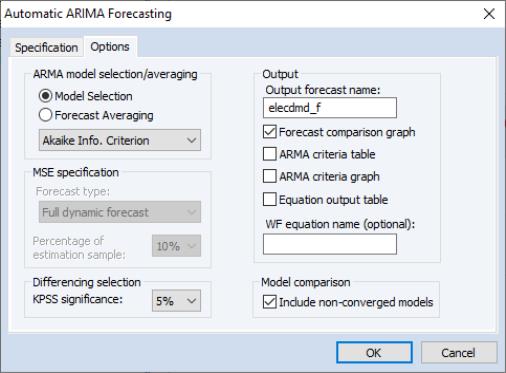 Automatic ARIMA Forecasting
Specification
Options
ARMA model selection/averaging
Model Selection
Forecast Averaging
Akaike Info. Criterion
MSE specification
Forecast type:
Full dynamic forecast
Percentage of
estimation sample:
10%
Differencing selection
KPSS significance:
5%
Output
Output forecast name:
elecdmd_f
Forecast comparison graph
ARMA criteria table
ARMA criteria graph
Equation output table
WF equation name (optional):
Model comparison
Include non-converged models
OK
Cancel